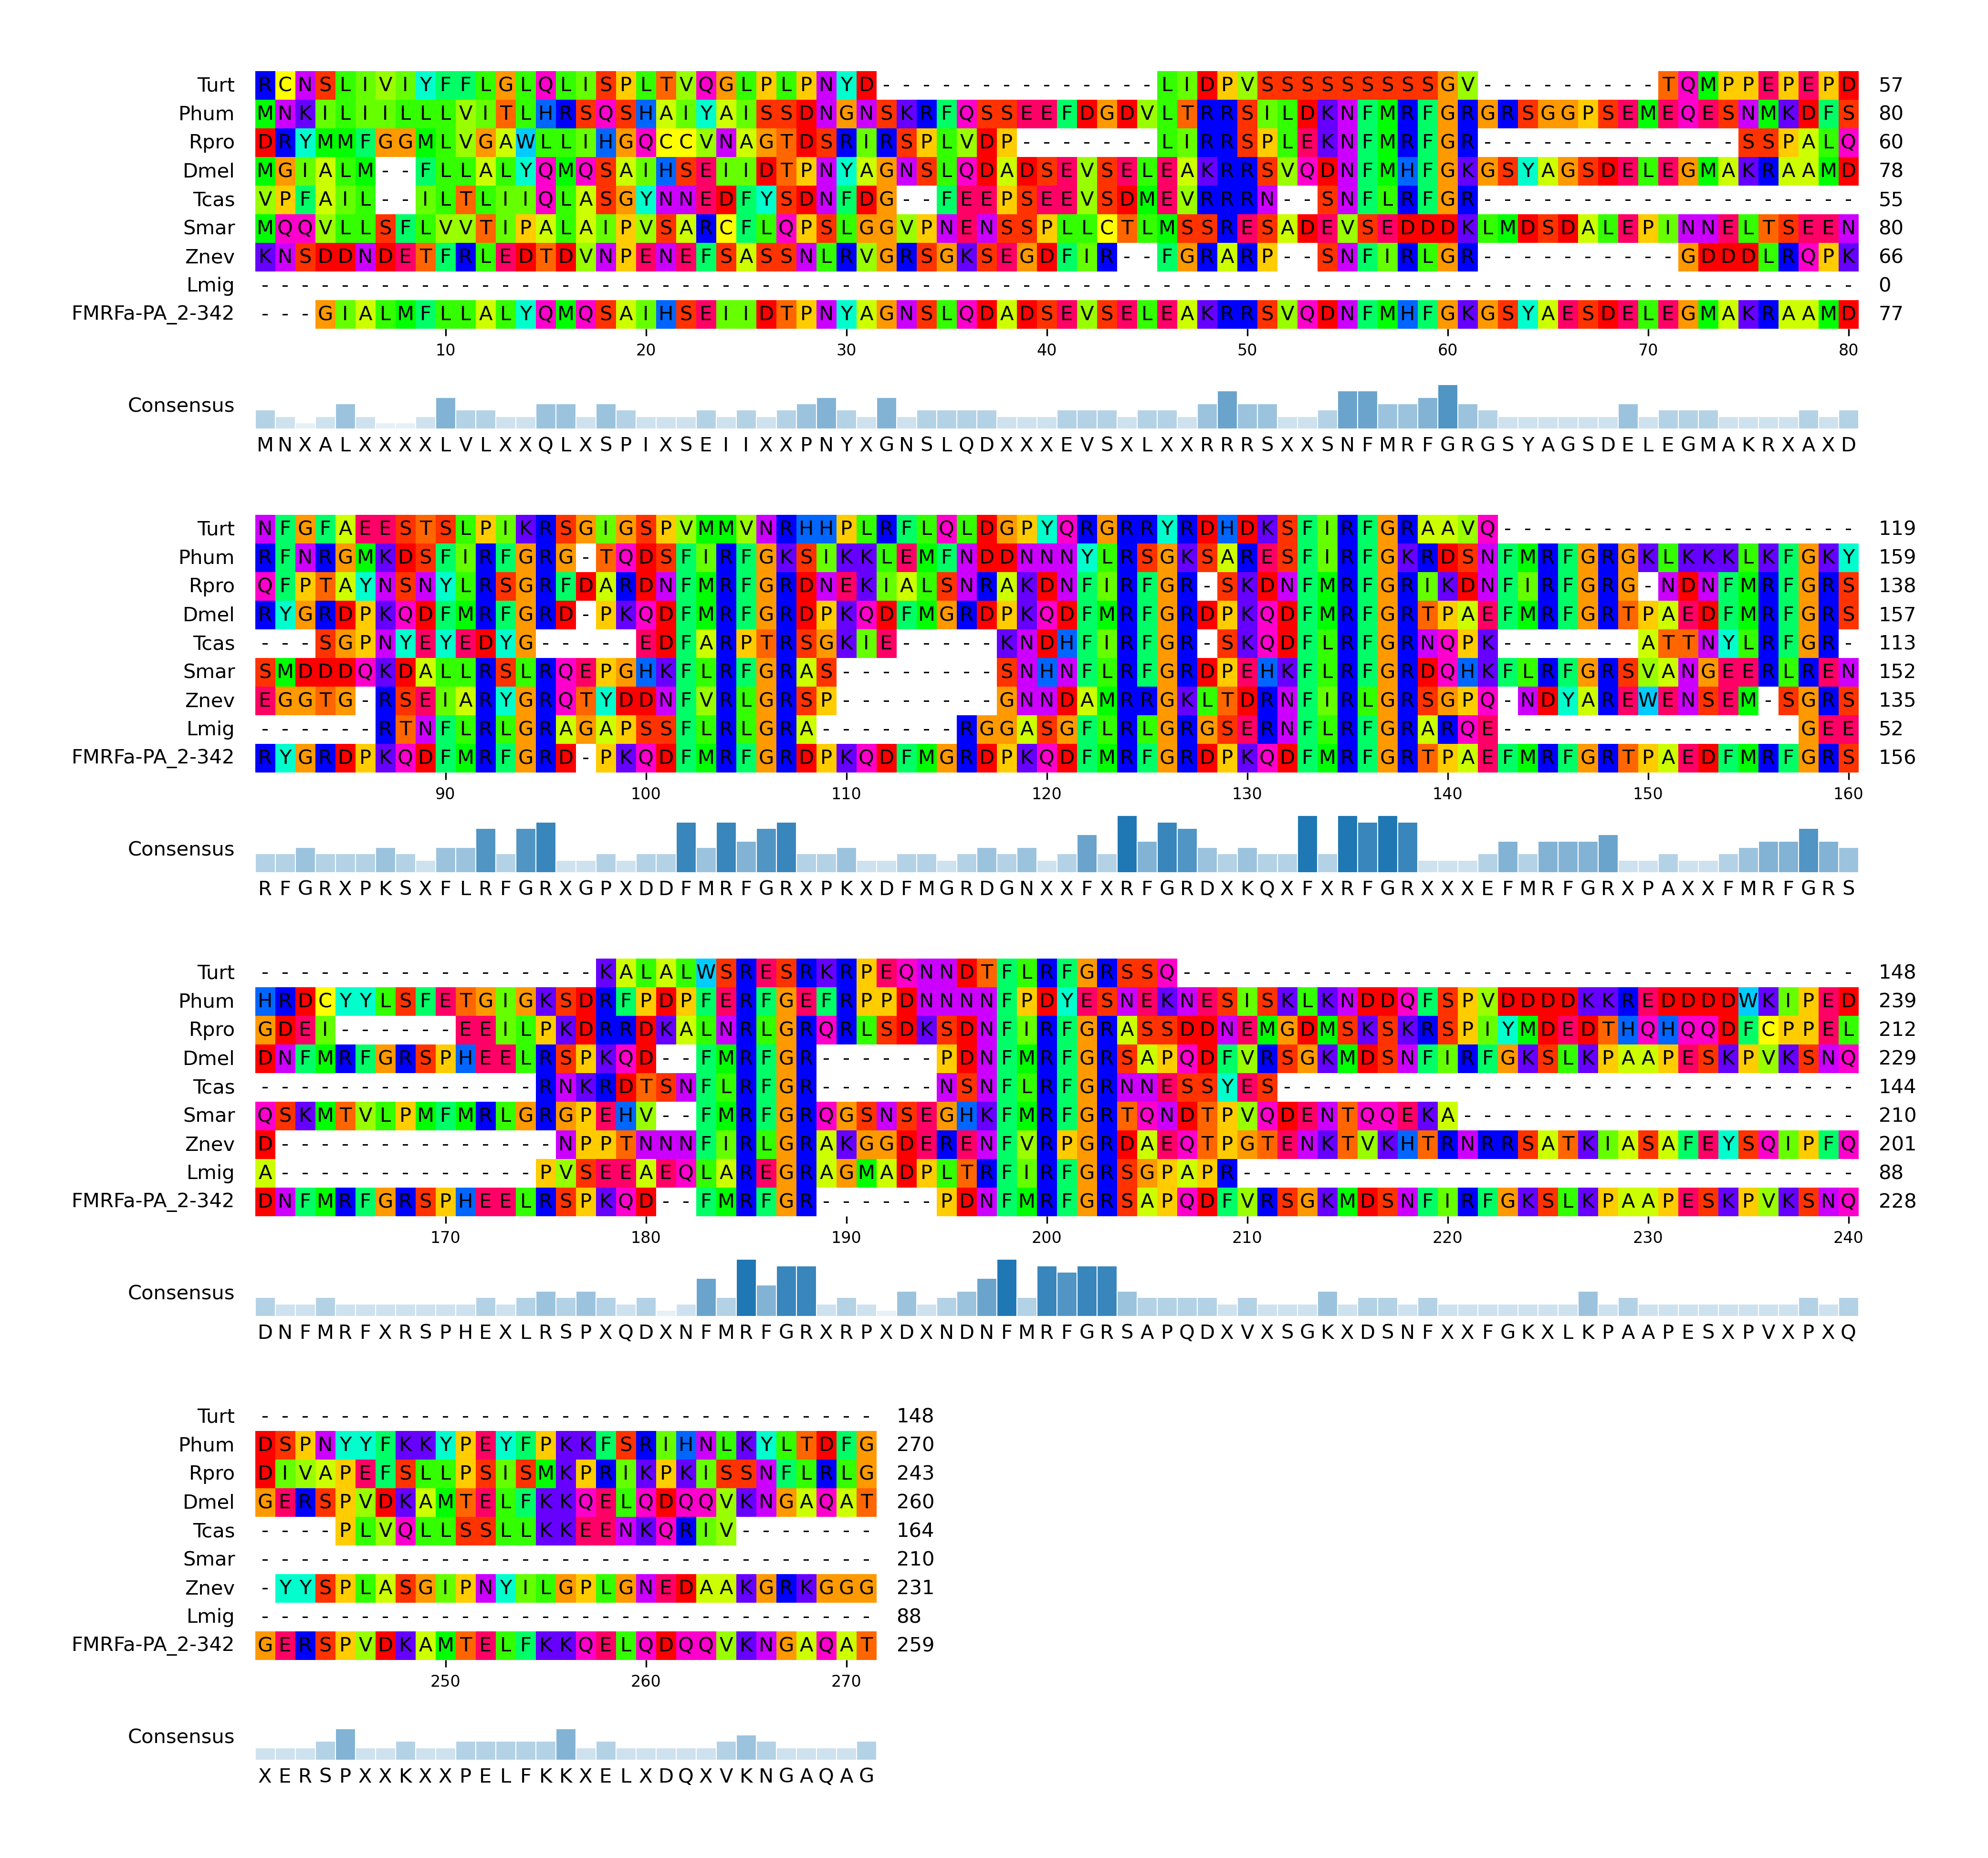 Turt RCNSLIVIYFFLGLQLISPLTVQGLPLPNYD--------------LIDPVSSSSSSSSSGV---------TQMPPEPEPD 57
Phum MNKILIILLLVITLHRSQSHAIYAISSDNGNSKRFQSSEEFDGDVLTRRSILDKNFMRFGRGRSGGPSEMEQESNMKDFS 80
Rpro DRYMMFGGMLVGAWLLIHGQCCVNAGTDSRIRSPLVDP-------LIRRSPLEKNFMRFGR-------------SSPALQ 60
Dmel MGIALM--FLLALYQMQSAIHSEIIDTPNYAGNSLQDADSEVSELEAKRRSVQDNFMHFGKGSYAGSDELEGMAKRAAMD 78
Tcas VPFAIL--ILTLIIQLASGYNNEDFYSDNFDG--FEEPSEEVSDMEVRRRN--SNFLRFGR------------------- 55
Smar MQQVLLSFLVVTIPALAIPVSARCFLQPSLGGVPNENSSPLLCTLMSSRESADEVSEDDDKLMDSDALEPINNELTSEEN 80
Znev KNSDDNDETFRLEDTDVNPENEFSASSNLRVGRSGKSEGDFIR--FGRARP--SNFIRLGR----------GDDDLRQPK 66
Lmig -------------------------------------------------------------------------------- 0
FMRFa-PA_2-342 ---GIALMFLLALYQMQSAIHSEIIDTPNYAGNSLQDADSEVSELEAKRRSVQDNFMHFGKGSYAESDELEGMAKRAAMD 77
10 20 30 40 50 60 70 80
Consensus
MNXALXXXXLVLXXQLXSPIXSEIIXXPNYXGNSLQDXXXEVSXLXXRRRSXXSNFMRFGRGSYAGSDELEGMAKRXAXD
Turt NFGFAEESTSLPIKRSGIGSPVMMVNRHHPLRFLQLDGPYQRGRRYRDHDKSFIRFGRAAVQ------------------ 119
Phum RFNRGMKDSFIRFGRG-TQDSFIRFGKSIKKLEMFNDDNNNYLRSGKSARESFIRFGKRDSNFMRFGRGKLKKKLKFGKY 159
Rpro QFPTAYNSNYLRSGRFDARDNFMRFGRDNEKIALSNRAKDNFIRFGR-SKDNFMRFGRIKDNFIRFGRG-NDNFMRFGRS 138
Dmel RYGRDPKQDFMRFGRD-PKQDFMRFGRDPKQDFMGRDPKQDFMRFGRDPKQDFMRFGRTPAEFMRFGRTPAEDFMRFGRS 157
Tcas ---SGPNYEYEDYG-----EDFARPTRSGKIE-----KNDHFIRFGR-SKQDFLRFGRNQPK-------ATTNYLRFGR- 113
Smar SMDDDQKDALLRSLRQEPGHKFLRFGRAS--------SNHNFLRFGRDPEHKFLRFGRDQHKFLRFGRSVANGEERLREN 152
Znev EGGTG-RSEIARYGRQTYDDNFVRLGRSP--------GNNDAMRRGKLTDRNFIRLGRSGPQ-NDYAREWENSEM-SGRS 135
Lmig ------RTNFLRLGRAGAPSSFLRLGRA-------RGGASGFLRLGRGSERNFLRFGRARQE---------------GEE 52
FMRFa-PA_2-342 RYGRDPKQDFMRFGRD-PKQDFMRFGRDPKQDFMGRDPKQDFMRFGRDPKQDFMRFGRTPAEFMRFGRTPAEDFMRFGRS 156
90 100 110 120 130 140 150 160
Consensus
RFGRXPKSXFLRFGRXGPXDDFMRFGRXPKXDFMGRDGNXXFXRFGRDXKQXFXRFGRXXXEFMRFGRXPAXXFMRFGRS
Turt -----------------KALALWSRESRKRPEQNNDTFLRFGRSSQ---------------------------------- 148
Phum HRDCYYLSFETGIGKSDRFPDPFERFGEFRPPDNNNNFPDYESNEKNESISKLKNDDQFSPVDDDDKKREDDDDWKIPED 239
Rpro GDEI------EEILPKDRRDKALNRLGRQRLSDKSDNFIRFGRASSDDNEMGDMSKSKRSPIYMDEDTHQHQQDFCPPEL 212
Dmel DNFMRFGRSPHEELRSPKQD--FMRFGR------PDNFMRFGRSAPQDFVRSGKMDSNFIRFGKSLKPAAPESKPVKSNQ 229
Tcas --------------RNKRDTSNFLRFGR------NSNFLRFGRNNESSYES----------------------------- 144
Smar QSKMTVLPMFMRLGRGPEHV--FMRFGRQGSNSEGHKFMRFGRTQNDTPVQDENTQQEKA-------------------- 210
Znev D--------------NPPTNNNFIRLGRAKGGDERENFVRPGRDAEQTPGTENKTVKHTRNRRSATKIASAFEYSQIPFQ 201
Lmig A-------------PVSEEAEQLAREGRAGMADPLTRFIRFGRSGPAPR------------------------------- 88
FMRFa-PA_2-342 DNFMRFGRSPHEELRSPKQD--FMRFGR------PDNFMRFGRSAPQDFVRSGKMDSNFIRFGKSLKPAAPESKPVKSNQ 228
170 180 190 200 210 220 230 240
Consensus
DNFMRFXRSPHEXLRSPXQDXNFMRFGRXRPXDXNDNFMRFGRSAPQDXVXSGKXDSNFXXFGKXLKPAAPESXPVXPXQ
Turt ------------------------------- 148
Phum DSPNYYFKKYPEYFPKKFSRIHNLKYLTDFG 270
Rpro DIVAPEFSLLPSISMKPRIKPKISSNFLRLG 243
Dmel GERSPVDKAMTELFKKQELQDQQVKNGAQAT 260
Tcas ----PLVQLLSSLLKKEENKQRIV------- 164
Smar ------------------------------- 210
Znev -YYSPLASGIPNYILGPLGNEDAAKGRKGGG 231
Lmig ------------------------------- 88
FMRFa-PA_2-342 GERSPVDKAMTELFKKQELQDQQVKNGAQAT 259
250 260 270
Consensus
XERSPXXKXXPELFKKXELXDQXVKNGAQAG